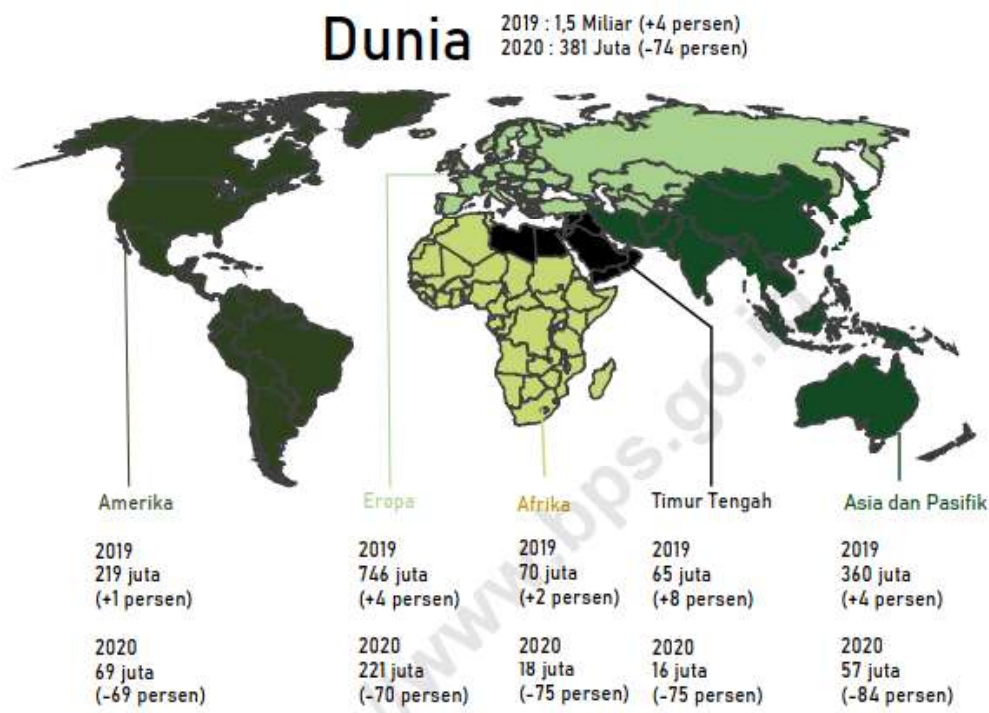 Dunia
2019 : 1,5 Miliar (+4 persen)
2020 : 381 Juta (-74 persen)
Amerika
2019
219 juta
(+1 persen)
2020
69 juta
(-69 persen)
Eropa
2019
746 juta
(+4 persen)
2020
221 juta
(-70 persen)
Afrika
2019
70 juta
(+2 persen)
2020
18 juta
(-75 persen)
Timur Tengah
2019
65 juta
(+8 persen)
2020
16 juta
(-75 persen)
Asia dan Pasifik
2019
360 juta
(+4 persen)
2020
57 juta
(-84 persen)
www.bps.go.i